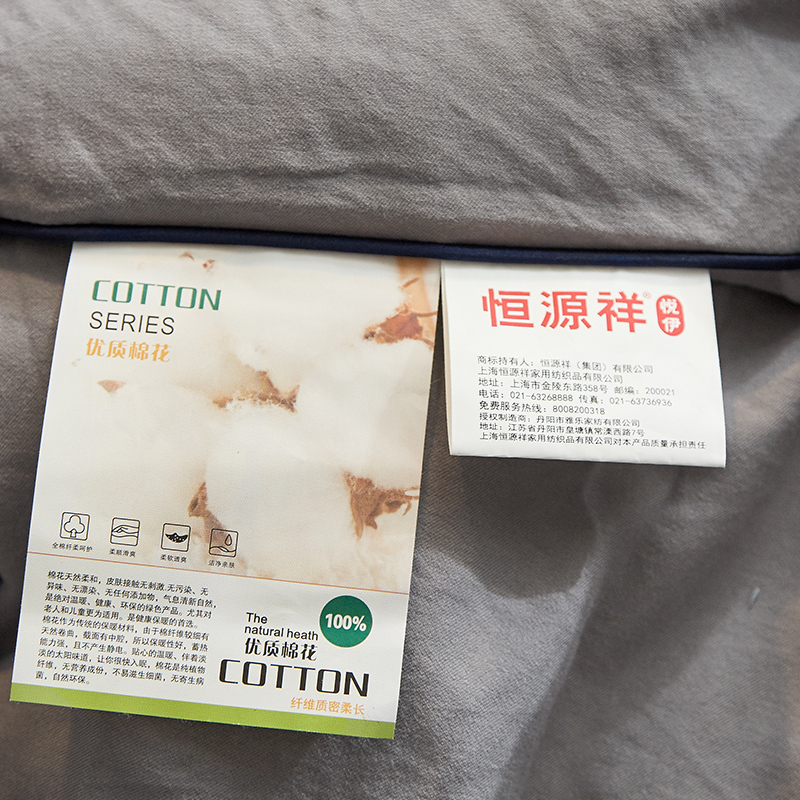 COTTON
SERIES
优质棉花
全棉纤柔呵护
柔顺滑爽
柔软透爽
洁净亲肤
棉花天然柔和，皮肤接触无刺激.无污染、无
异味、无漂染、无任何添加物，气息清新自然，
是绝对温暖、健康、环保的绿色产品。尤其对
老人和儿童更为适用。是健康保暖的首选。
棉花作为传统的保暖材料，由于棉纤维较细有
天然卷曲，截面有中腔，所以保暖性好，蓄热
能力强，且不产生静电。贴心的温暖、伴着淡
淡的太阳味道，让你很快入眠，棉花是纯植物
纤维，无营养成份，不易滋生细菌，无寄生病
菌，自然环保。
The
natural heath
100%
优质棉花
COTTON
纤维质密柔长
恒源祥®
悦伊
商标持有人：恒源祥（集团）有限公司
上海恒源祥家用纺织品有限公司
地址：上海市金陵东路358号 邮编：200021
电话：021-63268888 传真：021-63736936
免费服务热线：8008200318
授权制造商：丹阳市雅乐家纺有限公司
地址：江苏省丹阳市皇塘镇常溧西路7号
上海恒源祥家用纺织品有限公司对本产品质量承担责任